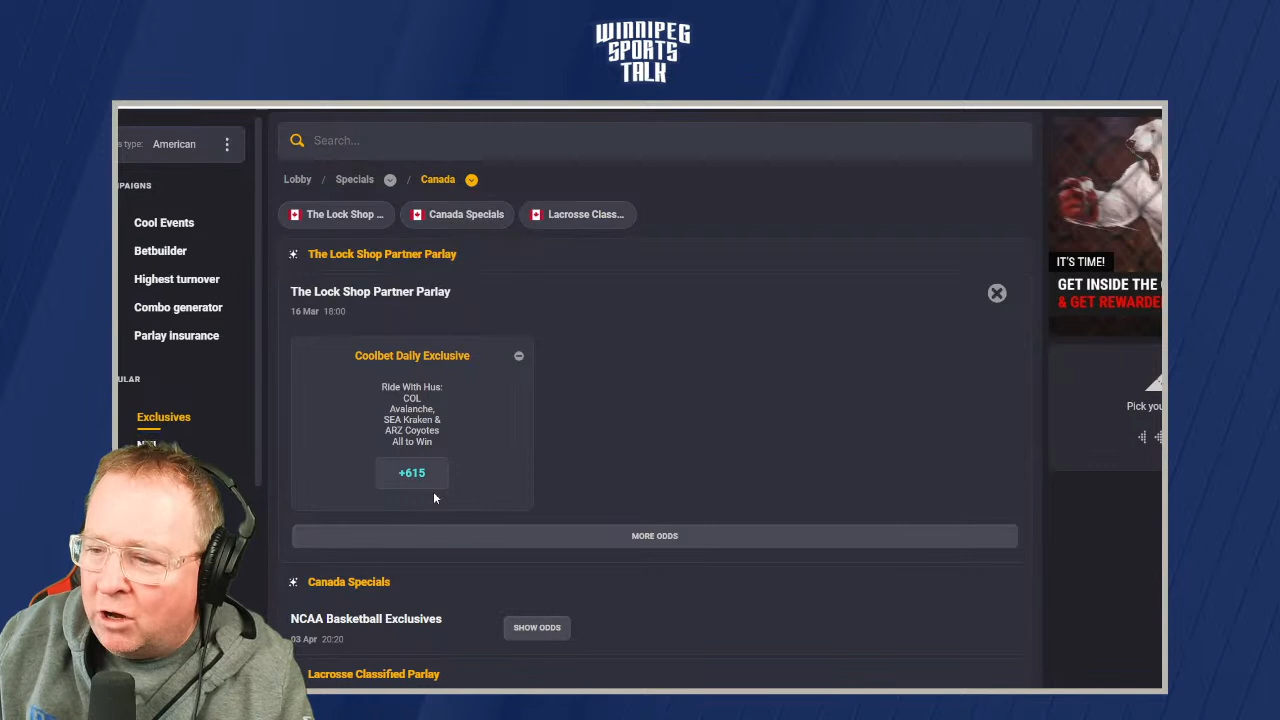 WINNIPEG
SPORTS
TALK
s type: American
Search...
PAIGNS
Lobby / Specials / Canada
Cool Events
The Lock Shop ...
Canada Specials
Lacrosse Class...
Betbuilder
The Lock Shop Partner Parlay
IT'S TIME!
Highest turnover
The Lock Shop Partner Parlay
GET INSIDE THE
& GET REWARDE
Combo generator
16 Mar 18:00
Parlay insurance
Coolbet Daily Exclusive
ULAR
Ride With Hus:
COL
Avalanche,
SEA Kraken &
ARZ Coyotes
All to Win
Pick you
Exclusives
+615
MORE ODDS
Canada Specials
NCAA Basketball Exclusives
SHOW ODDS
03 Apr 20:20
Lacrosse Classified Parlay